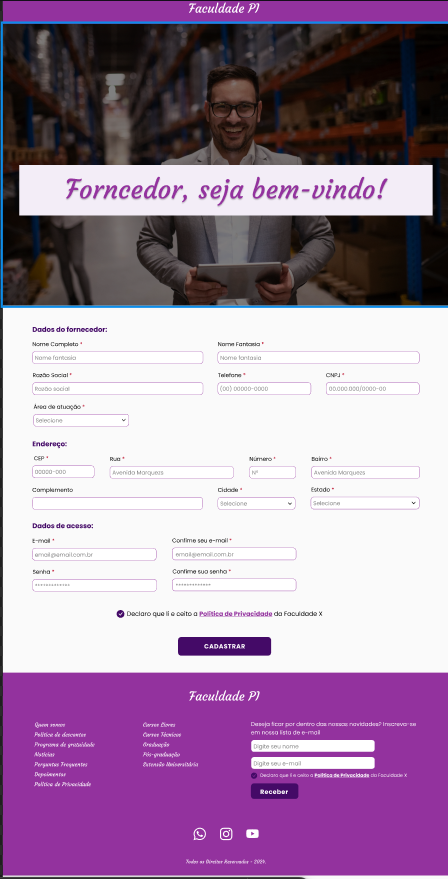 Faculdade PI
Forncedor, seja bem-vindo!
Dados do fornecedor:
Nome Completo * Nome Fantasia *
Nome fantasia Nome fantasia
Razão Social * Telefone * CNPJ *
Razão social (00) 00000-0000 00.000.000/0900-00
Área de atuação *
Selecione
Endereço:
CEP * Rua * Número * Bairro *
00000-000 Avenida Marquezs Nº Avenida Marquezs
Complemento Cidade * Estado *
Selecione Selecione
Dados de acesso:
E-mail * Confime seu e-mail *
email@email.com.br email@email.com.br
Senha * Confime sua senha *
************* *************
Declaro que li e ceito a Política de Privacidade da Faculdade X
CADASTRAR
Faculdade PI
Quem somos Cursos Livres Deseja ficar por dentro das nossas novidades? Inscreva-se
Política de descontos Cursos Técnicos em nossa lista de e-mail
Programa de gratuidade Graduação Digite seu nome
Notícias Pós-graduação
Perguntas Frequentes Extensão Universitária Digite seu e-mail
Depoimentos Declaro que li e ceito a Política de Privacidade da Faculdade X
Política de Privacidade Receber
Todos os Direitos Reservados - 2024.